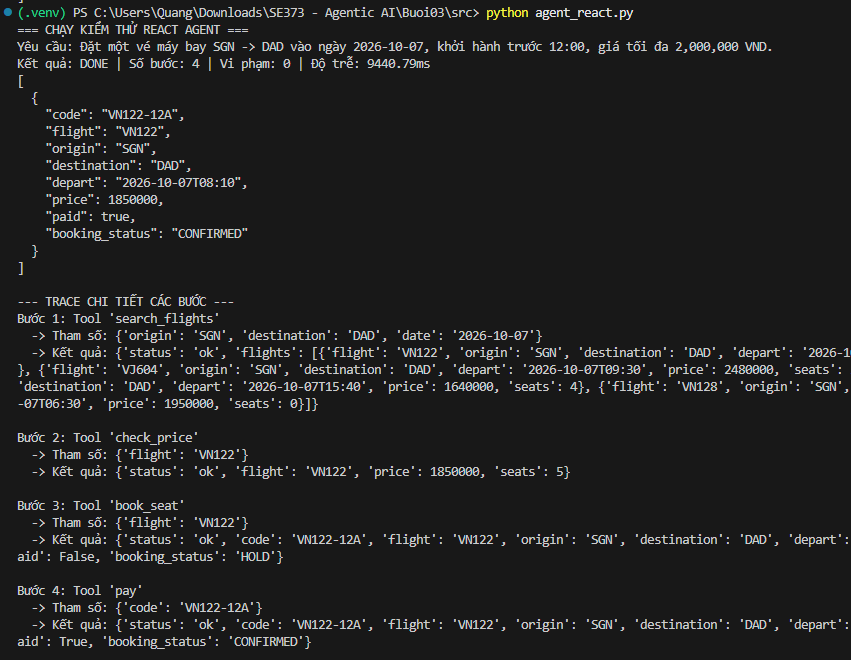 (.venv) PS C:\Users\Quang\Downloads\SE373 - Agentic AI\Buoi03\src> python agent_react.py
=== CHẠY KIỂM THỬ REACT AGENT ===
Yêu cầu: Đặt một vé máy bay SGN -> DAD vào ngày 2026-10-07, khởi hành trước 12:00, giá tối đa 2,000,000 VND.
Kết quả: DONE | Số bước: 4 | Vi phạm: 0 | Độ trễ: 9440.79ms
[
  {
    "code": "VN122-12A",
    "flight": "VN122",
    "origin": "SGN",
    "destination": "DAD",
    "depart": "2026-10-07T08:10",
    "price": 1850000,
    "paid": true,
    "booking_status": "CONFIRMED"
  }
]
--- TRACE CHI TIẾT CÁC BƯỚC ---
Bước 1: Tool 'search_flights'
  -> Tham số: {'origin': 'SGN', 'destination': 'DAD', 'date': '2026-10-07'}
  -> Kết quả: {'status': 'ok', 'flights': [{'flight': 'VN122', 'origin': 'SGN', 'destination': 'DAD', 'depart': '2026-10
}, {'flight': 'VJ604', 'origin': 'SGN', 'destination': 'DAD', 'depart': '2026-10-07T09:30', 'price': 2480000, 'seats':
'destination': 'DAD', 'depart': '2026-10-07T15:40', 'price': 1640000, 'seats': 4}, {'flight': 'VN128', 'origin': 'SGN',
-07T06:30', 'price': 1950000, 'seats': 0}]}
Bước 2: Tool 'check_price'
  -> Tham số: {'flight': 'VN122'}
  -> Kết quả: {'status': 'ok', 'flight': 'VN122', 'price': 1850000, 'seats': 5}
Bước 3: Tool 'book_seat'
  -> Tham số: {'flight': 'VN122'}
  -> Kết quả: {'status': 'ok', 'code': 'VN122-12A', 'flight': 'VN122', 'origin': 'SGN', 'destination': 'DAD', 'depart':
aid': False, 'booking_status': 'HOLD'}
Bước 4: Tool 'pay'
  -> Tham số: {'code': 'VN122-12A'}
  -> Kết quả: {'status': 'ok', 'code': 'VN122-12A', 'flight': 'VN122', 'origin': 'SGN', 'destination': 'DAD', 'depart':
aid': True, 'booking_status': 'CONFIRMED'}